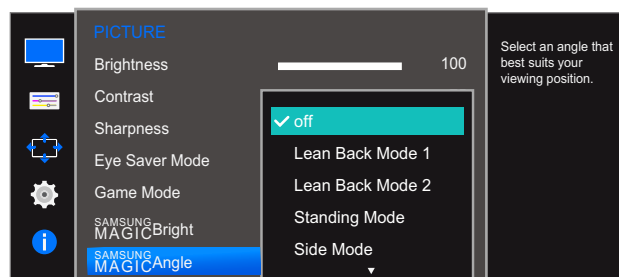 PICTURE
Brightness 100
Contrast
Sharpness
Eye Saver Mode
Game Mode
SAMSUNG
MAGICBright
SAMSUNG
MAGICAngle
off
Lean Back Mode 1
Lean Back Mode 2
Standing Mode
Side Mode
Select an angle that
best suits your
viewing position.